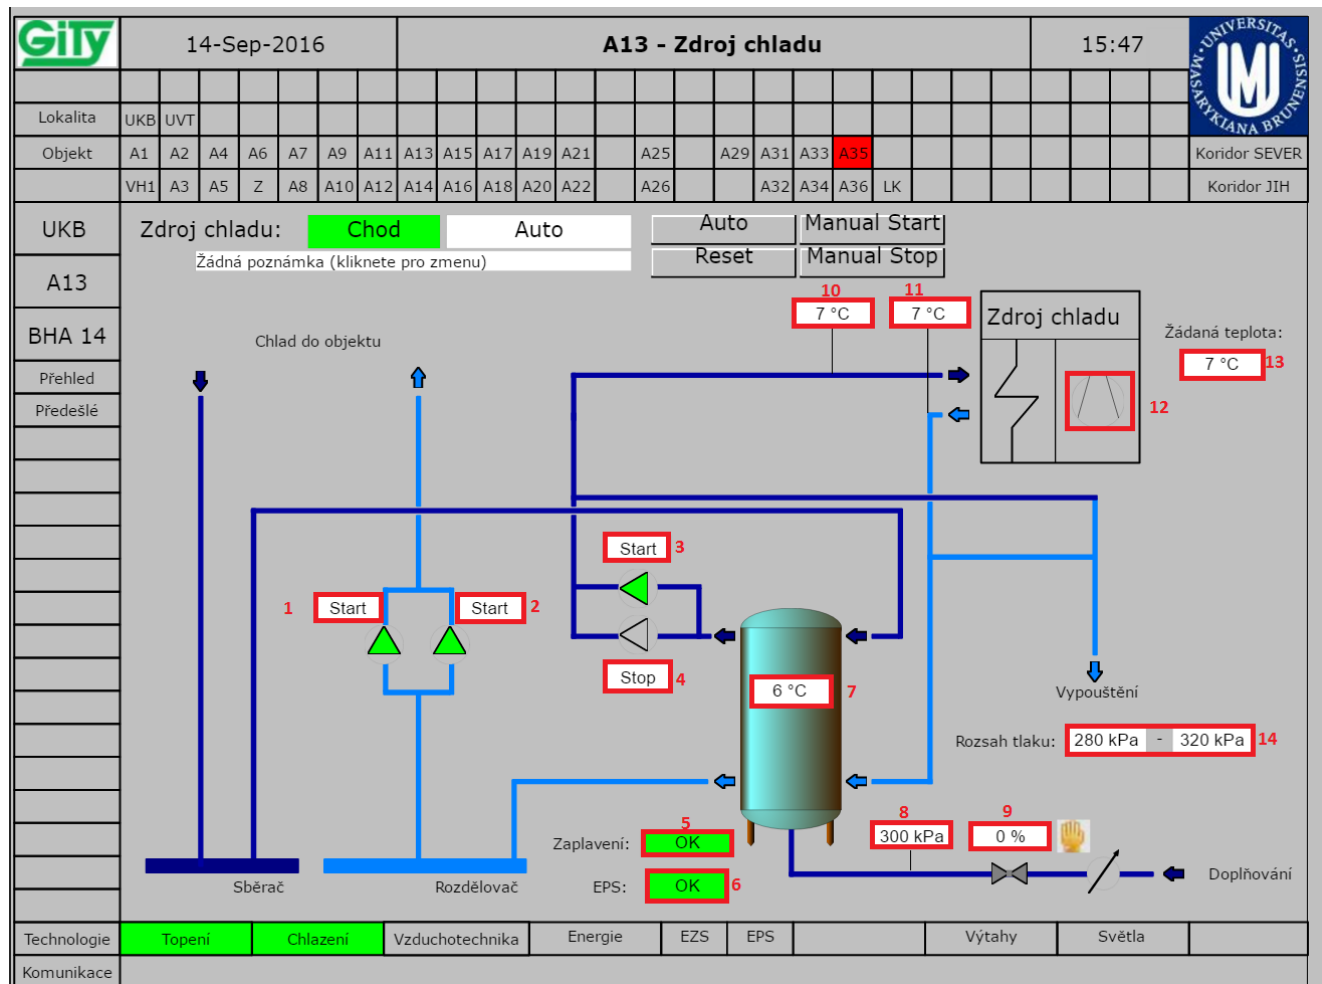 GiTy 14-Sep-2016 A13 - Zdroj chladu 15:47
UNIVERSITAS MASARYKIANA BRUNENSIS
Lokalita UKB UVT
Objekt A1 A2 A4 A6 A7 A9 A11 A13 A15 A17 A19 A21 A25 A29 A31 A33 A35 Koridor SEVER
VH1 A3 A5 Z A8 A10 A12 A14 A16 A18 A20 A22 A26 A32 A34 A36 LK Koridor JIH
UKB
A13
BHA 14
Přehled
Předešlé
Zdroj chladu: Chod Auto Auto Manual Start
Žádná poznámka (kliknete pro zmenu) Reset Manual Stop
10 11
7 °C 7 °C
Zdroj chladu
Žádaná teplota:
7 °C 13
12
Chlad do objektu
Start 3
1 Start Start 2
Stop 4
6 °C 7
Vypouštění
Rozsah tlaku: 280 kPa - 320 kPa 14
5 8 9
Zaplavení: OK 300 kPa 0 %
EPS: OK 6
Doplňování
Sběrač Rozdělovač
Technologie Topení Chlazení Vzduchotechnika Energie EZS EPS Výtahy Světla
Komunikace